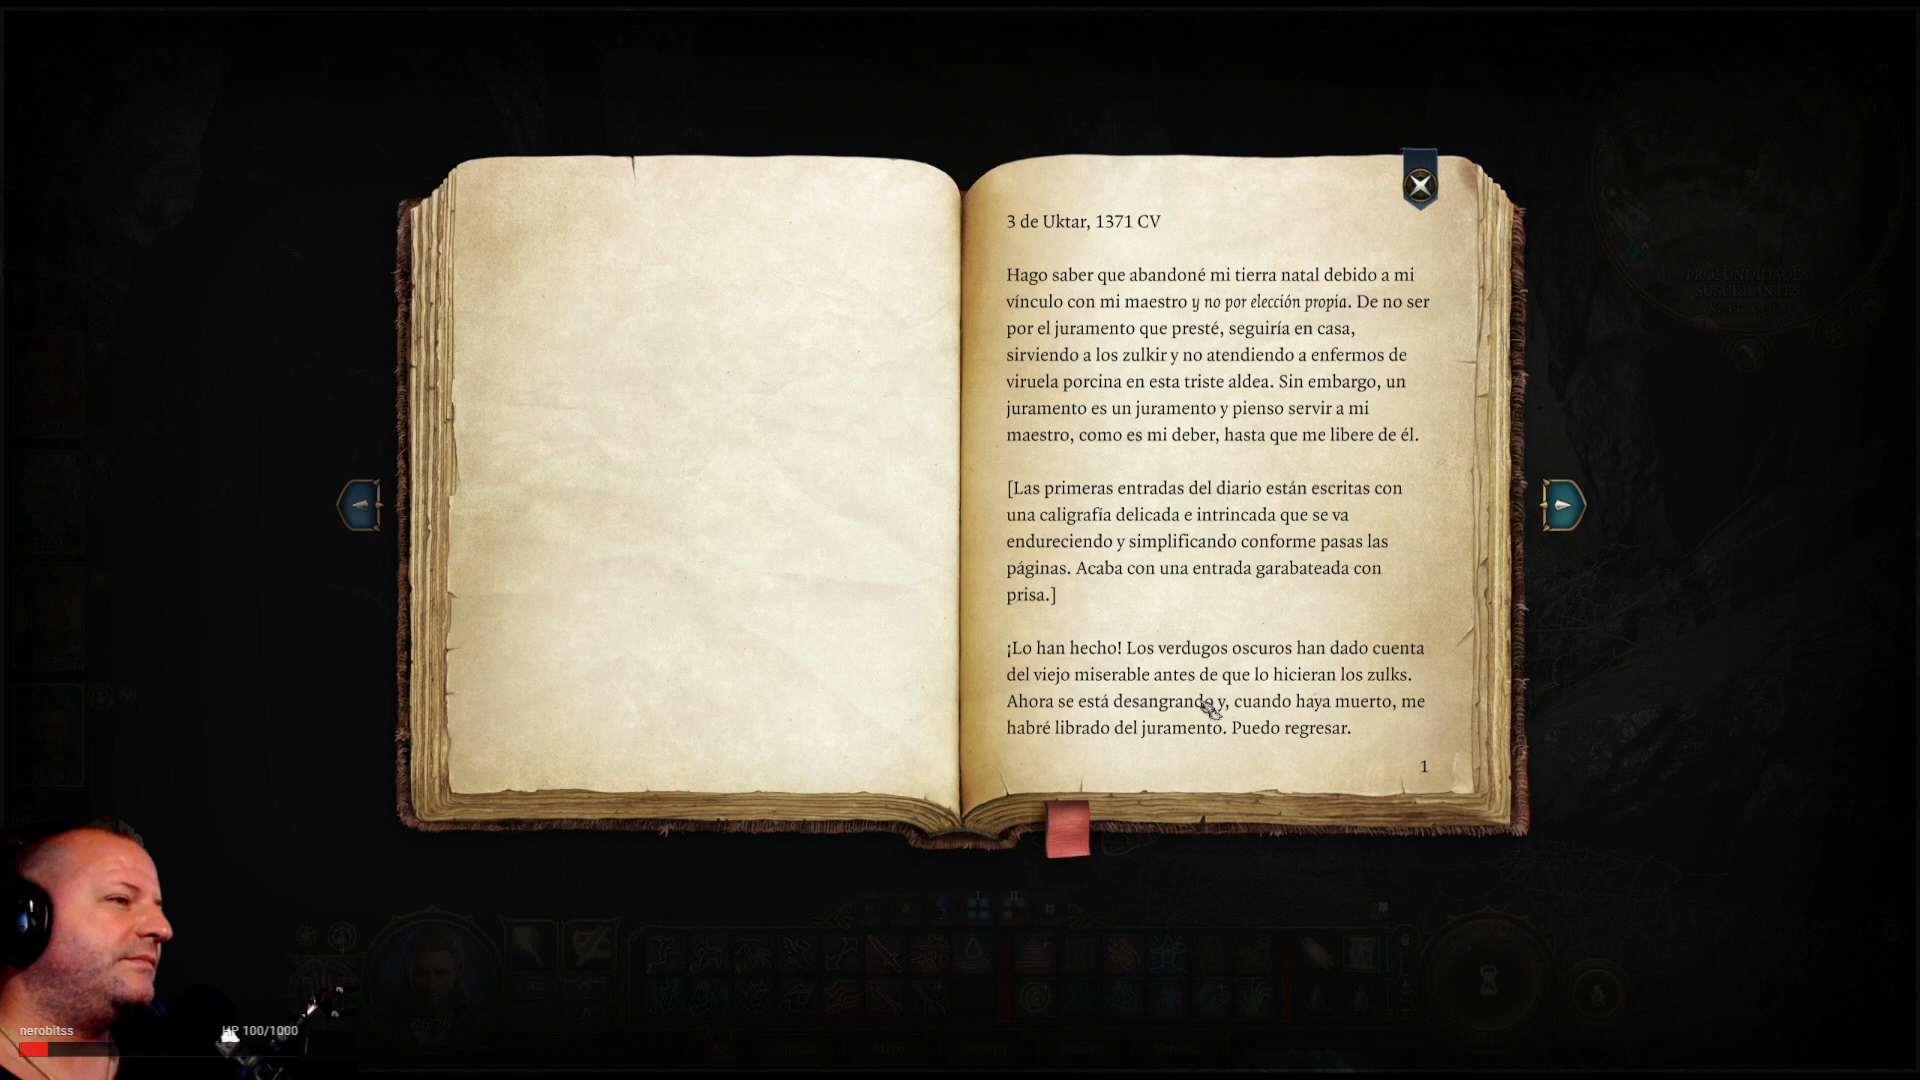 3 de Uktar, 1371 CV
Hago saber que abandoné mi tierra natal debido a mi
vínculo con mi maestro y no por elección propia. De no ser
por el juramento que presté, seguiría en casa,
sirviendo a los zulkir y no atendiendo a enfermos de
viruela porcina en esta triste aldea. Sin embargo, un
juramento es un juramento y pienso servir a mi
maestro, como es mi deber, hasta que me libere de él.
[Las primeras entradas del diario están escritas con
una caligrafía delicada e intrincada que se va
endureciendo y simplificando conforme pasas las
páginas. Acaba con una entrada garabateada con
prisa.]
¡Lo han hecho! Los verdugos oscuros han dado cuenta
del viejo miserable antes de que lo hicieran los zulks.
Ahora se está desangrando y, cuando haya muerto, me
habré librado del juramento. Puedo regresar.
1
PROFUNDIDADES
SUSURRANTES
nerobitss
HP 100/1000